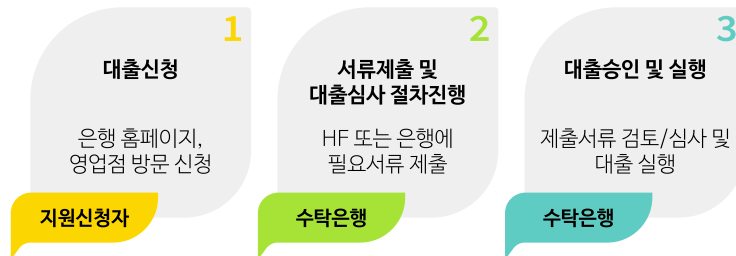 1
대출신청
은행 홈페이지,
영업점 방문 신청
지원신청자
2
서류제출 및
대출심사 절차진행
HF 또는 은행에
필요서류 제출
수탁은행
3
대출승인 및 실행
제출서류 검토/심사 및
대출 실행
수탁은행